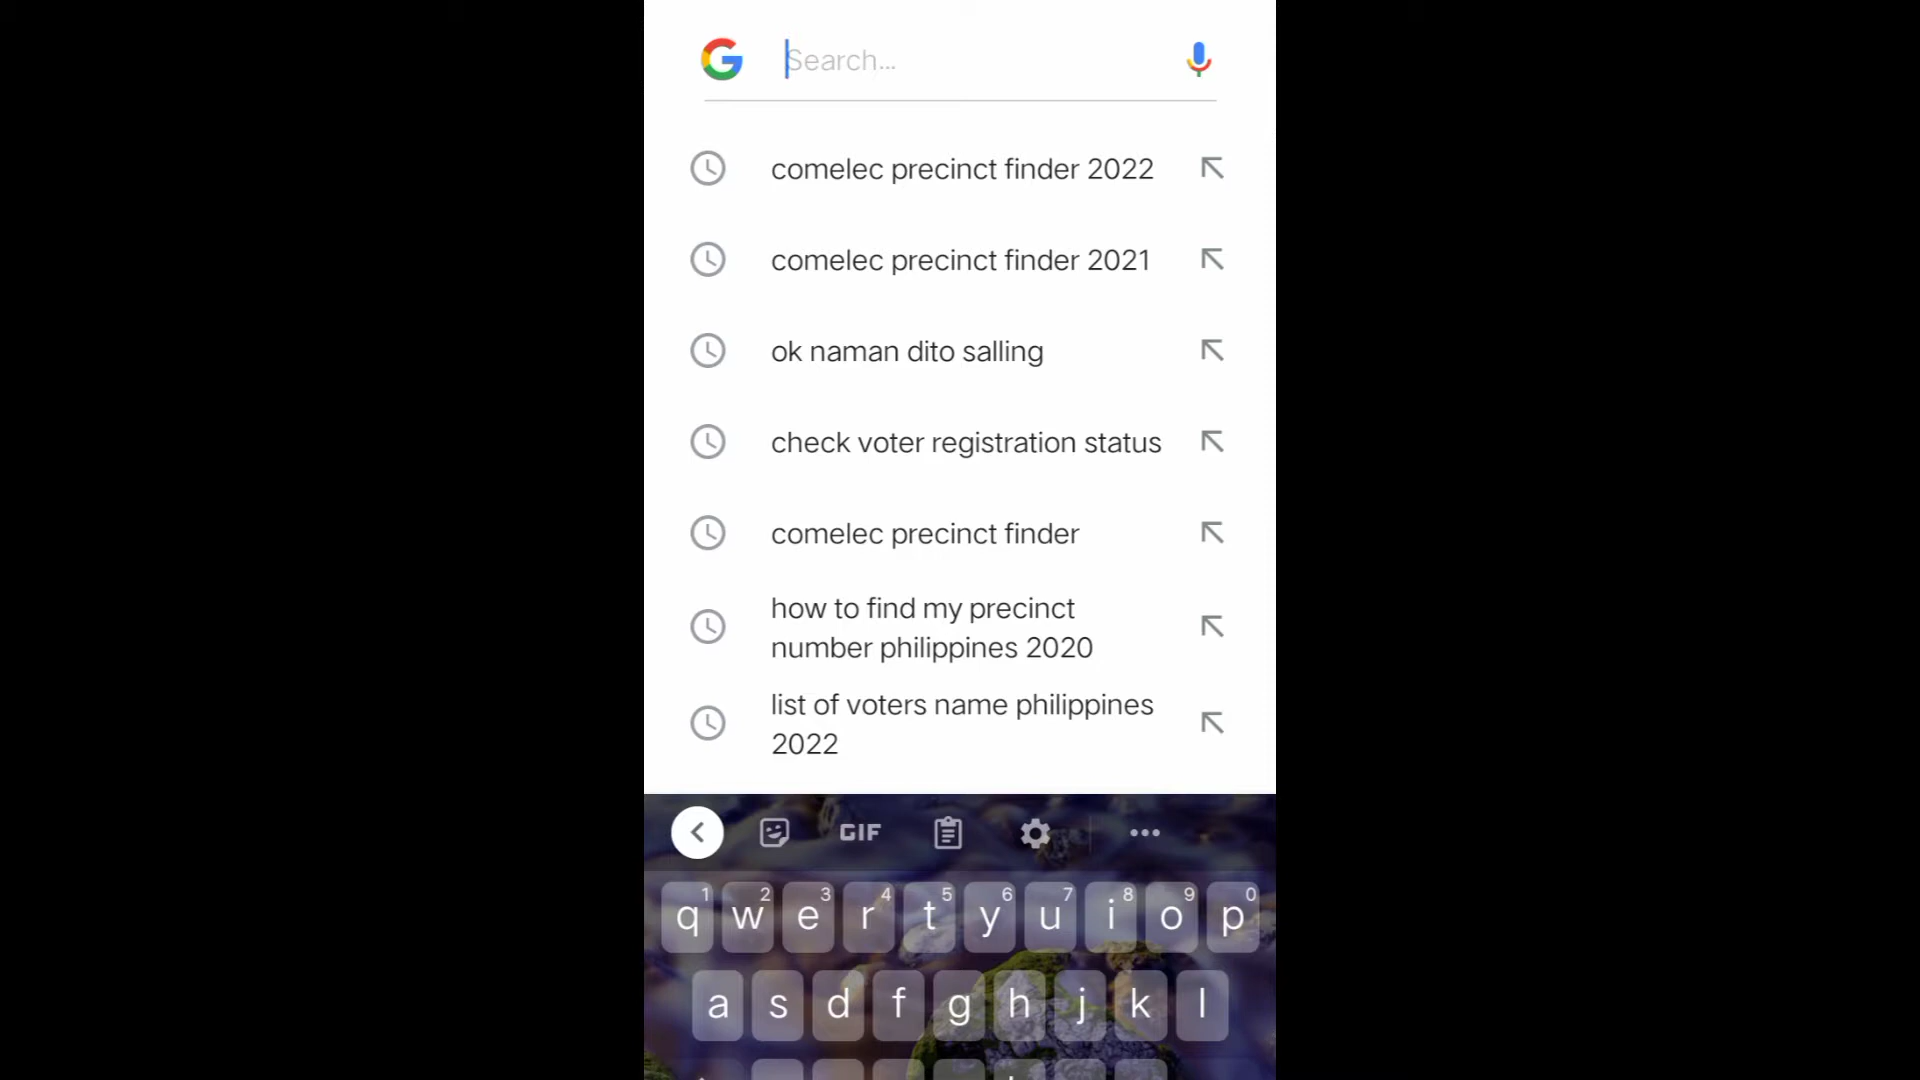 Search...
comelec precinct finder 2022
comelec precinct finder 2021
ok naman dito salling
check voter registration status
comelec precinct finder
how to find my precinct
number philippines 2020
list of voters name philippines
2022
GIF
1 2 3 4 5 6 7 8 9 0
q w e r t y u i o p
a s d f g h j k l